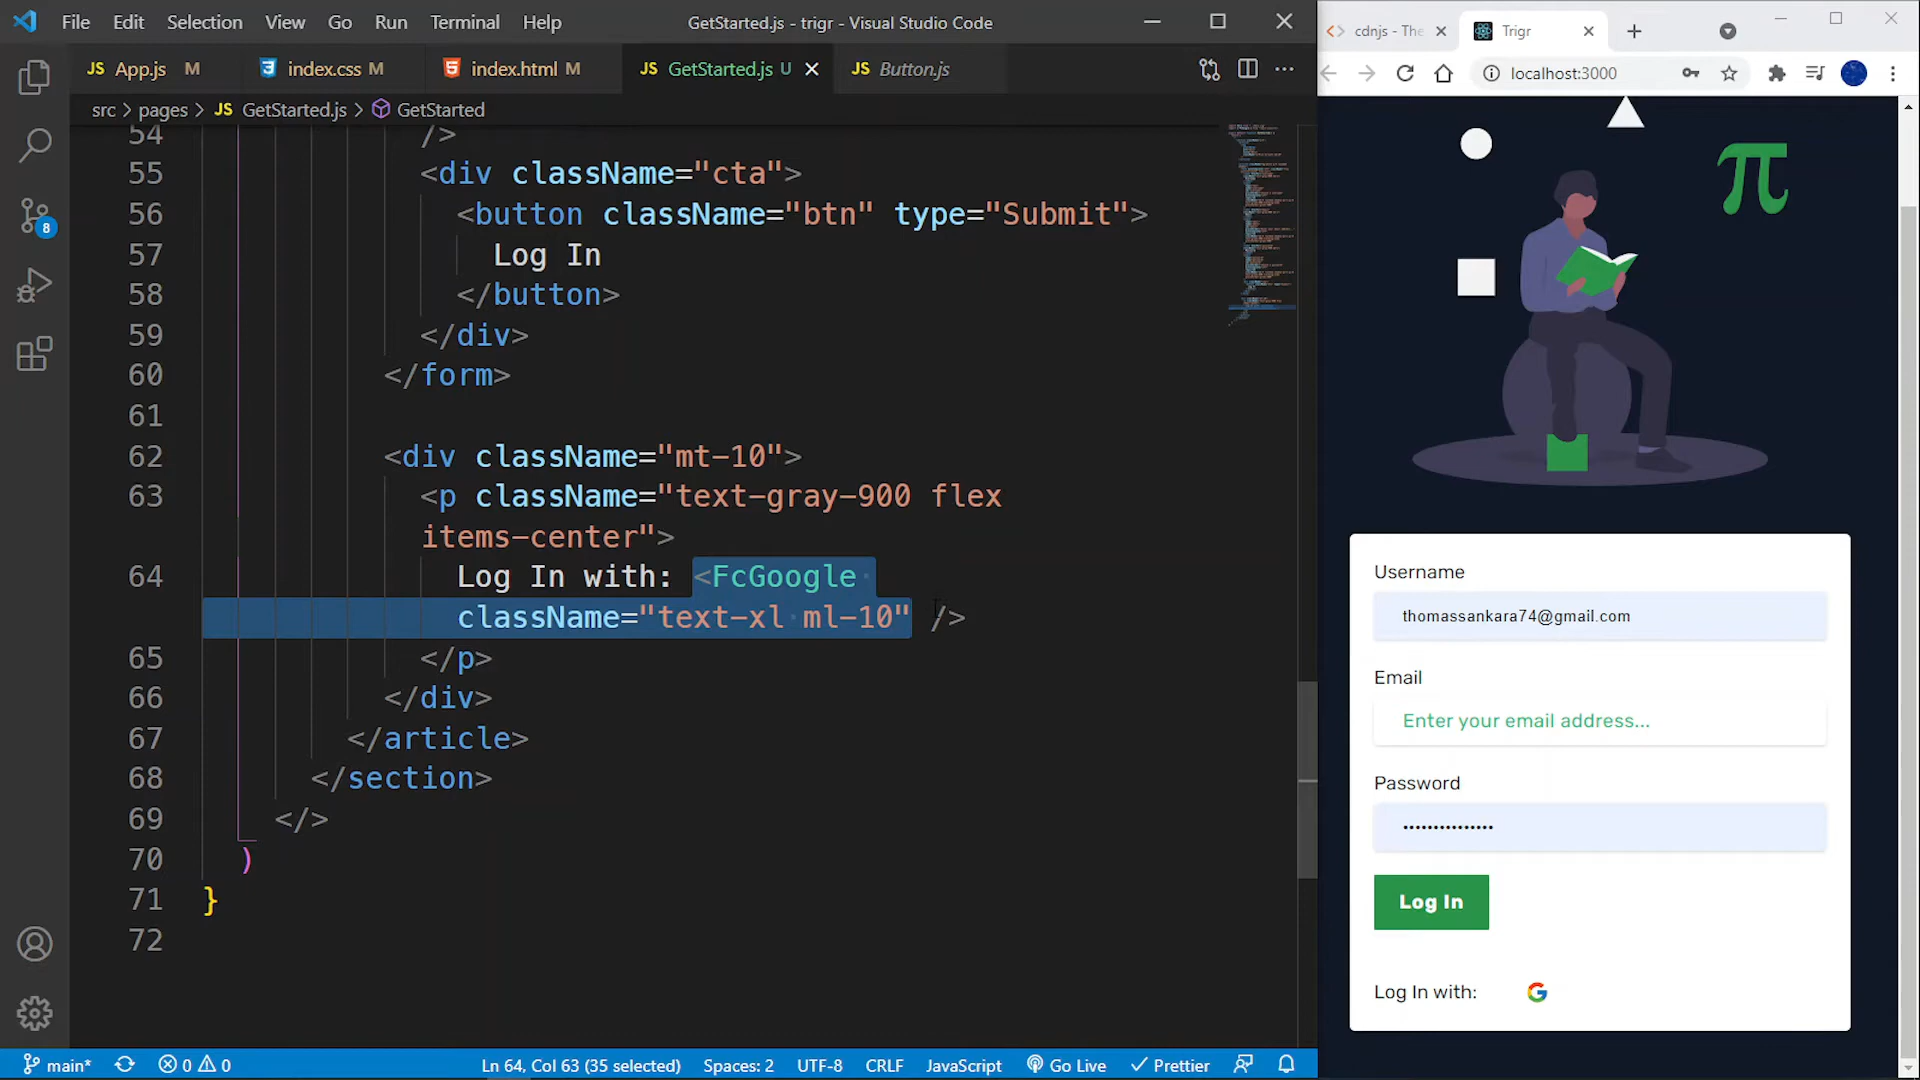 File Edit Selection View Go Run Terminal Help GetStarted.js - trigr - Visual Studio Code
JS App.js M index.css M index.html M JS GetStarted.js U JS Button.js
src > pages > JS GetStarted.js > GetStarted
54 />
55 <div className="cta">
56 <button className="btn" type="Submit">
57 Log In
58 </button>
59 </div>
60 </form>
61
62 <div className="mt-10">
63 <p className="text-gray-900 flex
items-center">
64 Log In with: <FcGoogle
className="text-xl ml-10" />
65 </p>
66 </div>
67 </article>
68 </section>
69 </>
70 )
71 }
72
8
main* 0 0 Ln 64, Col 63 (35 selected) Spaces: 2 UTF-8 CRLF JavaScript Go Live Prettier
cdnjs - The Trigr
localhost:3000
π
Username
thomassankara74@gmail.com
Email
Enter your email address...
Password
•••••••••••••••
Log In
Log In with: G